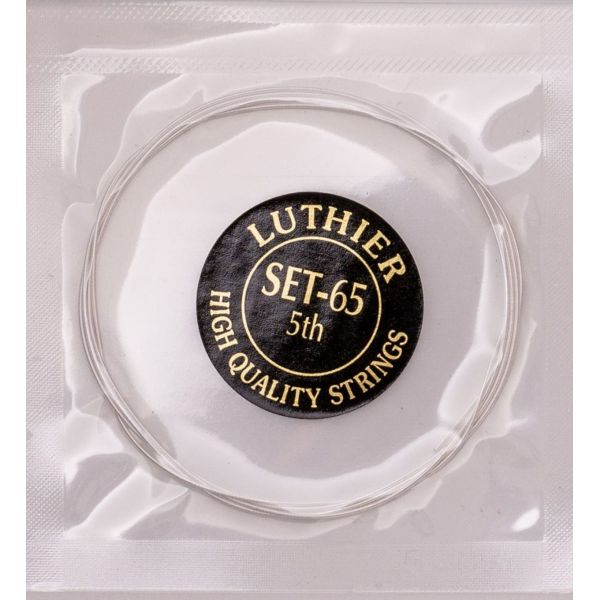 LUTHIER
SET-65
5th
HIGH QUALITY STRINGS